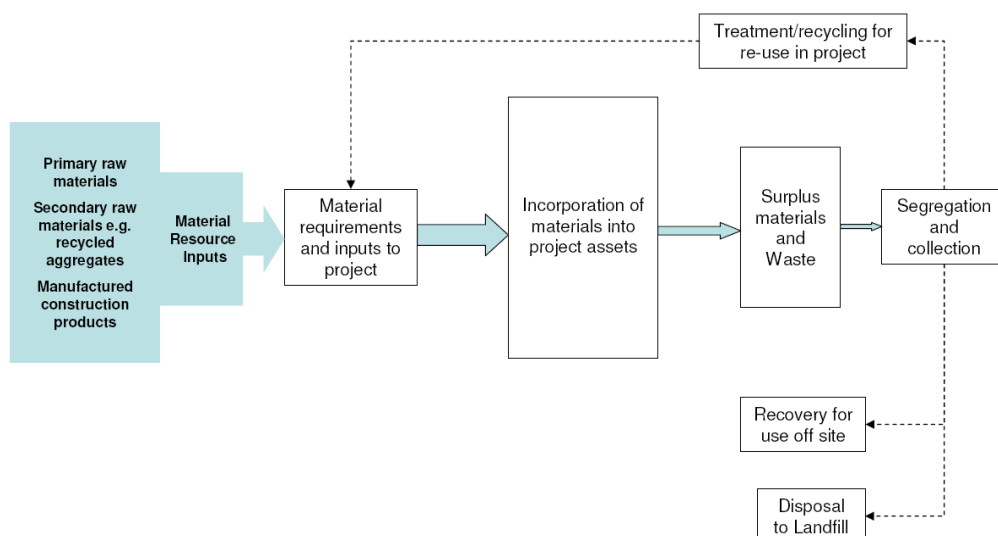 Treatment/recycling for
re-use in project
Primary raw
materials
Secondary raw
materials e.g.
recycled
aggregates
Manufactured
construction
products
Material
Resource
Inputs
Material
requirements
and inputs to
project
Incorporation of
materials into
project assets
Surplus
materials
and
Waste
Segregation
and
collection
Recovery for
use off site
Disposal
to Landfill